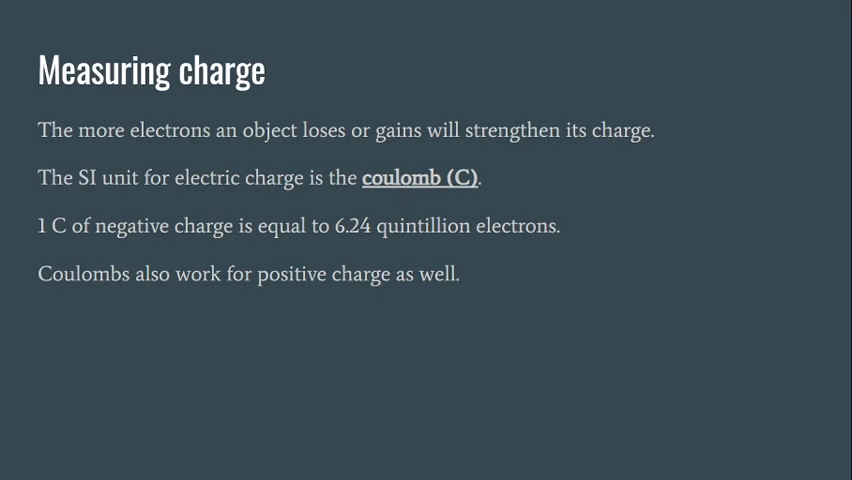 Measuring charge
The more electrons an object loses or gains will strengthen its charge.
The SI unit for electric charge is the coulomb (C).
1 C of negative charge is equal to 6.24 quintillion electrons.
Coulombs also work for positive charge as well.